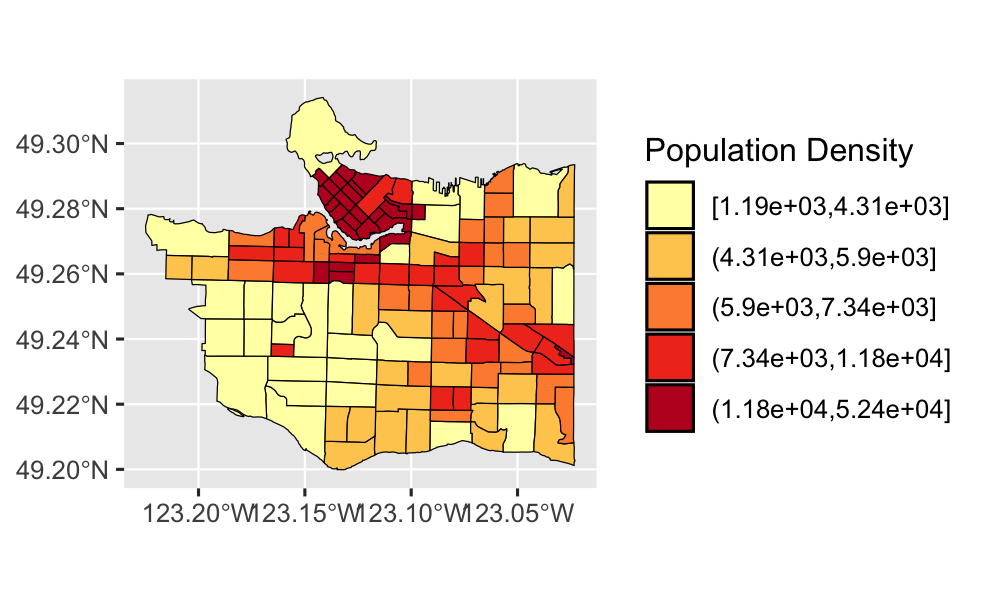 49.30°N
49.28°N
49.26°N
49.24°N
49.22°N
49.20°N
123.20°W
123.15°W
123.10°W
123.05°W
Population Density
[1.19e+03,4.31e+03]
(4.31e+03,5.9e+03]
(5.9e+03,7.34e+03]
(7.34e+03,1.18e+04]
(1.18e+04,5.24e+04]